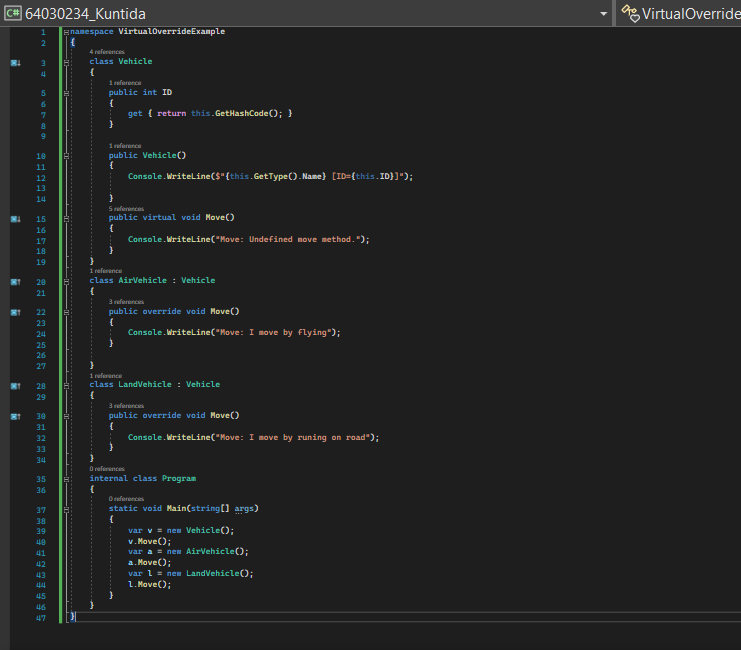 C# 64030234_Kuntida VirtualOverride
1 namespace VirtualOverrideExample
2 {
4 references
3 class Vehicle
4 {
1 reference
5 public int ID
6 {
7 get { return this.GetHashCode(); }
8 }
9
1 reference
10 public Vehicle()
11 {
12 Console.WriteLine($"{this.GetType().Name} [ID={this.ID}]");
13
14 }
5 references
15 public virtual void Move()
16 {
17 Console.WriteLine("Move: Undefined move method.");
18 }
19 }
1 reference
20 class AirVehicle : Vehicle
21 {
3 references
22 public override void Move()
23 {
24 Console.WriteLine("Move: I move by flying");
25 }
26
27 }
1 reference
28 class LandVehicle : Vehicle
29 {
3 references
30 public override void Move()
31 {
32 Console.WriteLine("Move: I move by runing on road");
33 }
34 }
0 references
35 internal class Program
36 {
0 references
37 static void Main(string[] args)
38 {
39 var v = new Vehicle();
40 v.Move();
41 var a = new AirVehicle();
42 a.Move();
43 var l = new LandVehicle();
44 l.Move();
45 }
46 }
47 }